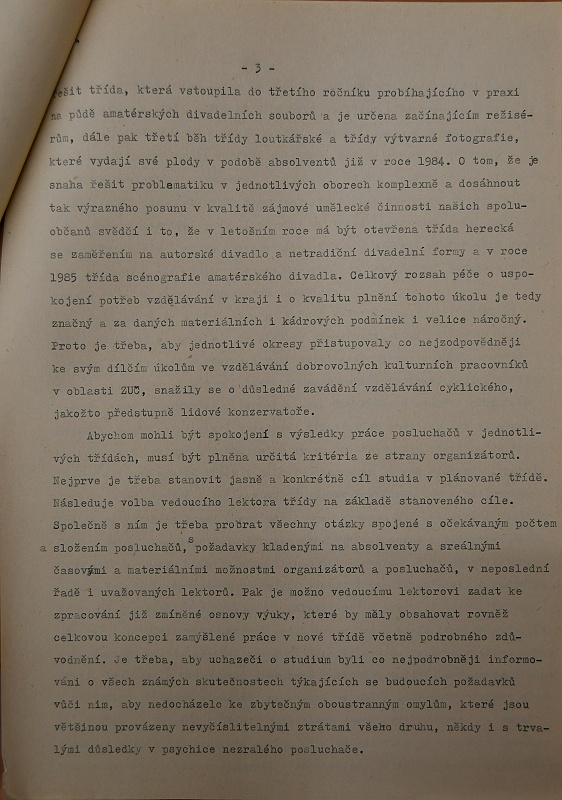 - 3 -
řešit třída, která vstoupila do třetího ročníku probíhajícího v praxi
na půdě amatérských divadelních souborů a je určena začínajícím režisé-
rům, dále pak třetí běh třídy loutkářské a třídy výtvarné fotografie,
které vydají své plody v podobě absolventů již v roce 1984. O tom, že je
snaha řešit problematiku v jednotlivých oborech komplexně a dosáhnout
tak výrazného posunu v kvalitě zájmové umělecké činnosti našich spolu-
občanů svědčí i to, že v letošním roce má být otevřena třída herecká
se zaměřením na autorské divadlo a netradiční divadelní formy a v roce
1985 třída scénografie amatérského divadla. Celkový rozsah péče o uspo-
kojení potřeb vzdělávání v kraji i o kvalitu plnění tohoto úkolu je tedy
značný a za daných materiálních i kádrových podmínek i velice náročný.
Proto je třeba, aby jednotlivé okresy přistupovaly co nejzodpovědněji
ke svým dílčím úkolům ve vzdělávání dobrovolných kulturních pracovníků
v oblasti ZUČ, snažily se o důsledné zavádění vzdělávání cyklického,
jakožto předstupně lidové konzervatoře.
Abychom mohli být spokojení s výsledky práce posluchačů v jednotli-
vých třídách, musí být plněna určitá kritéria ze strany organizátorů.
Nejprve je třeba stanovit jasně a konkrétně cíl studia v plánované třídě.
Následuje volba vedoucího lektora třídy na základě stanoveného cíle.
Společně s ním je třeba probrat všechny otázky spojené s očekávaným počtem
a složením posluchačů, s požadavky kladenými na absolventy a sreálnými
časovými a materiálními možnostmi organizátorů a posluchačů, v neposlední
řadě i uvažovaných lektorů. Pak je možno vedoucímu lektorovi zadat ke
zpracování již zmíněné osnovy výuky, které by měly obsahovat rovněž
celkovou koncepci zamýšlené práce v nové třídě včetně podrobného zdů-
vodnění. Je třeba, aby uchazeči o studium byli co nejpodrobněji informo-
váni o všech známých skutečnostech týkajících se budoucích požadavků
vůči nim, aby nedocházelo ke zbytečným oboustranným omylům, které jsou
většinou provázeny nevyčíslitelnými ztrátami všeho druhu, někdy i s trva-
lými důsledky v psychice nezralého posluchače.